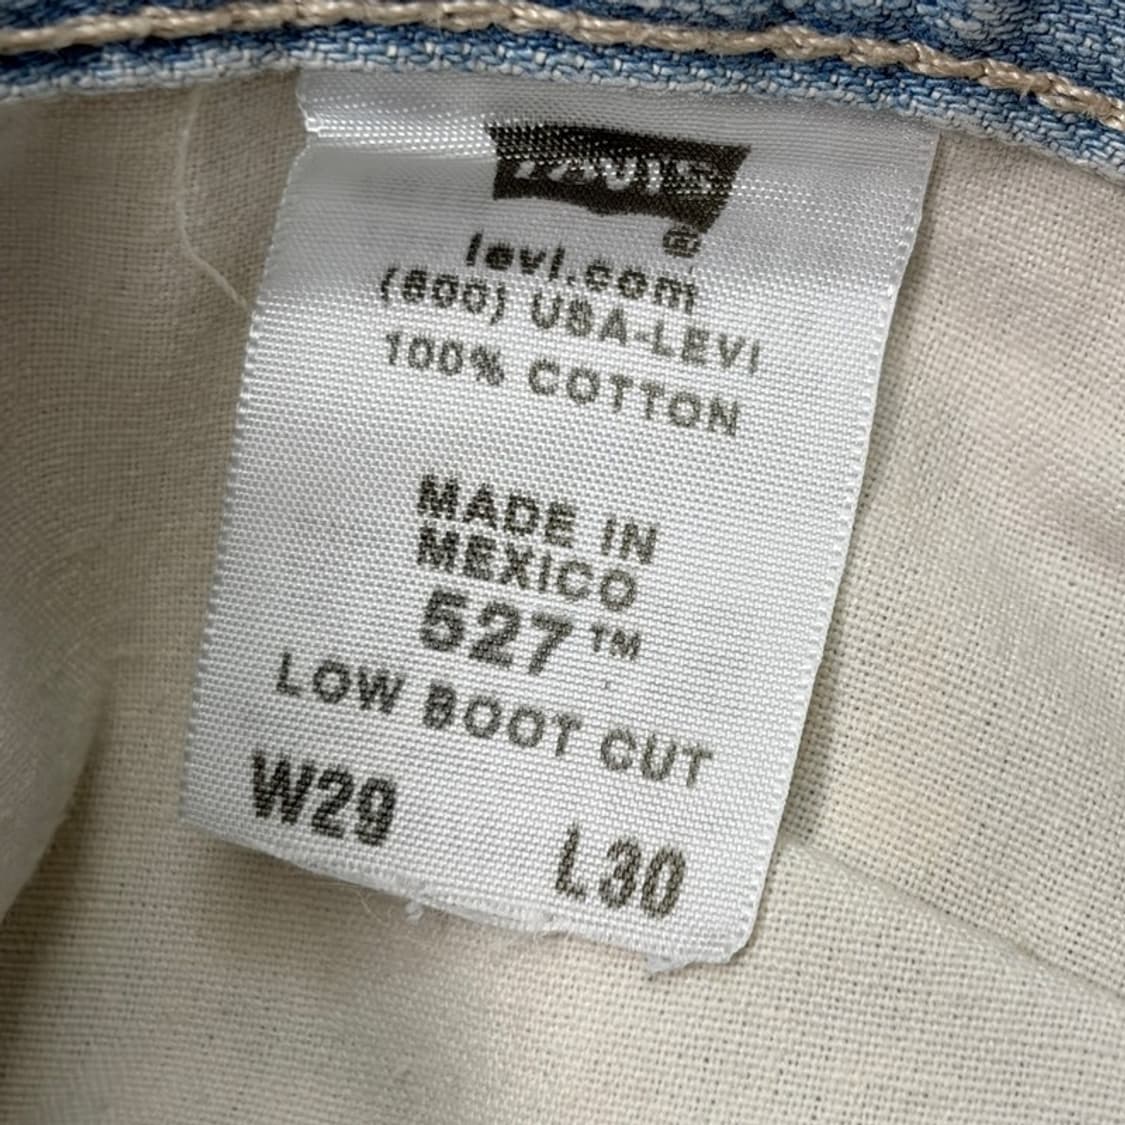 LEVI'S
®
levi.com
(800) USA-LEVI
100% COTTON
MADE IN
MEXICO
527™
LOW BOOT CUT
W29 L30